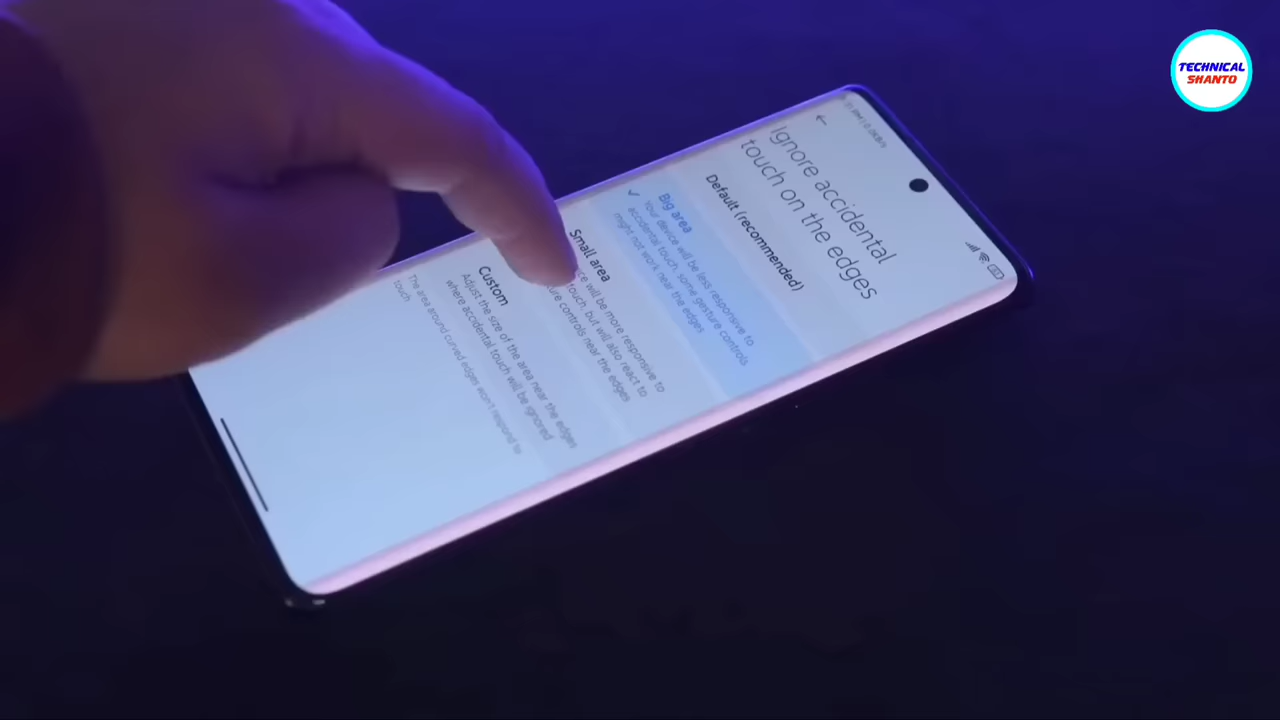 TECHNICAL
SHANTO
Ignore accidental
touch on the edges
Default (recommended)
Big area
Your device will be less responsive to
accidental touch, some gesture controls
might not work near the edges
Small area
will be more responsive to
touch, but will also react to
controls near the edges
Custom
Adjust the size of the area near the edges
where accidental touch will be ignored
The area around curved edges won't respond to
touch